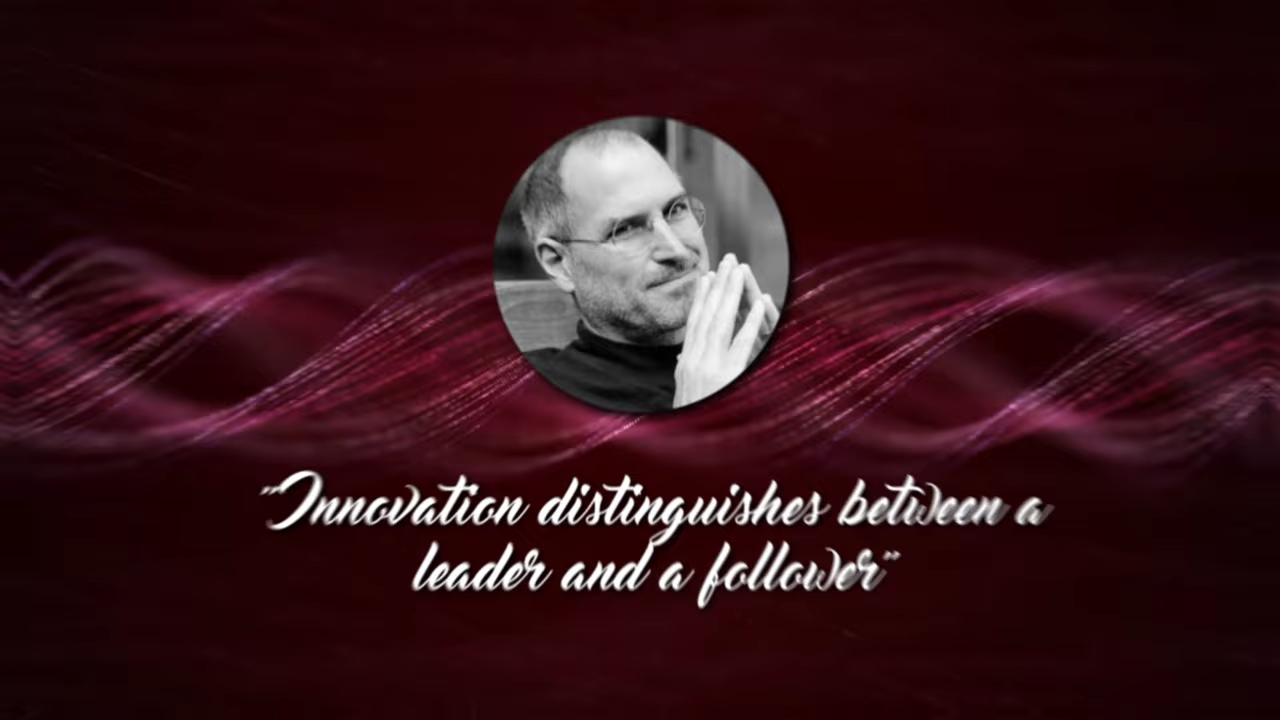 "Innovation distinguishes between a
leader and a follower"